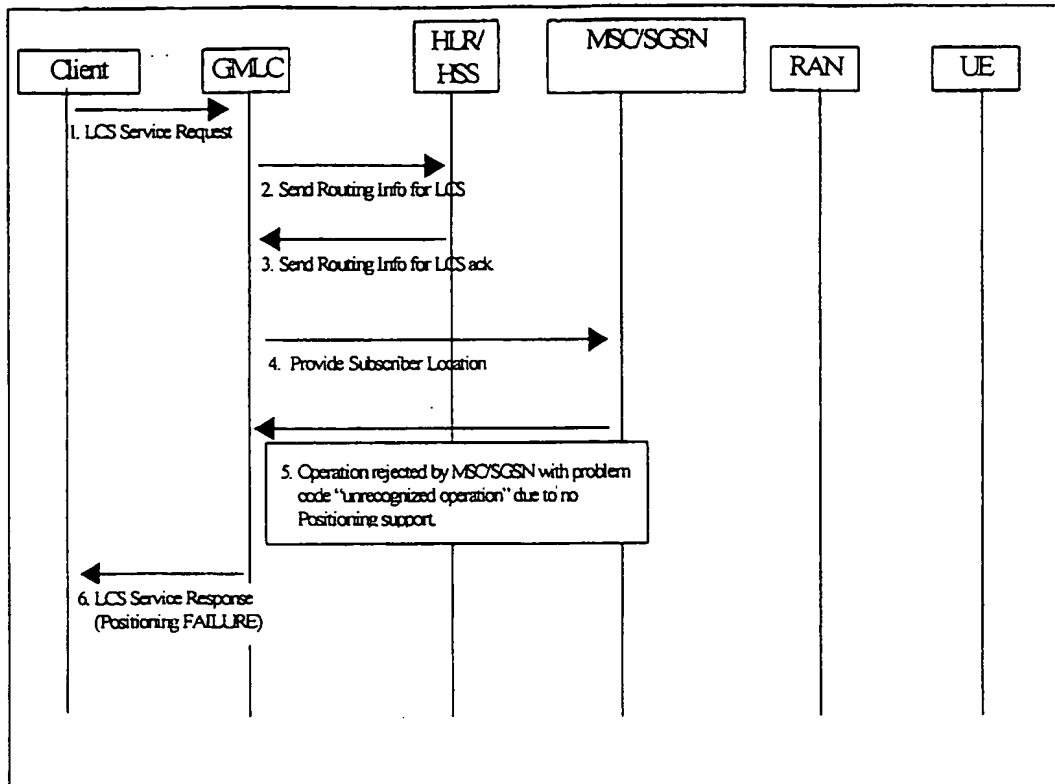 Client
GMLC
HLR/
HSS
MSC/SGSN
RAN
UE
1. LCS Service Request
2. Send Routing Info for LCS
3. Send Routing Info for LCS ack.
4. Provide Subscriber Location
5. Operation rejected by MSC/SGSN with problem
code "unrecognized operation" due to no
Positioning support.
6. LCS Service Response
(Positioning FAILURE)